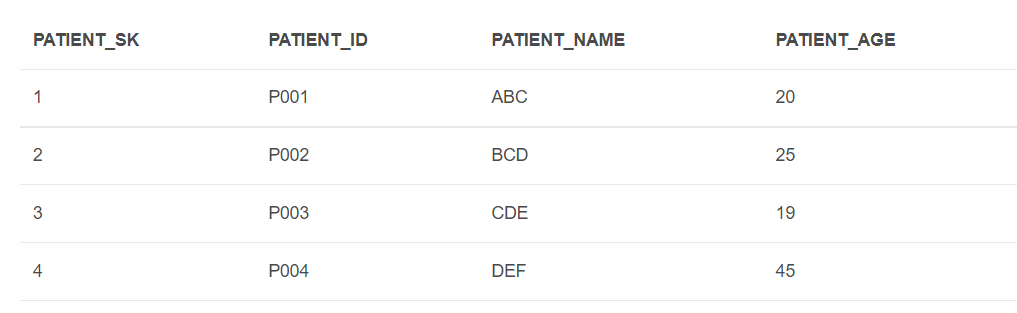 PATIENT_SK PATIENT_ID PATIENT_NAME PATIENT_AGE
1 P001 ABC 20
2 P002 BCD 25
3 P003 CDE 19
4 P004 DEF 45